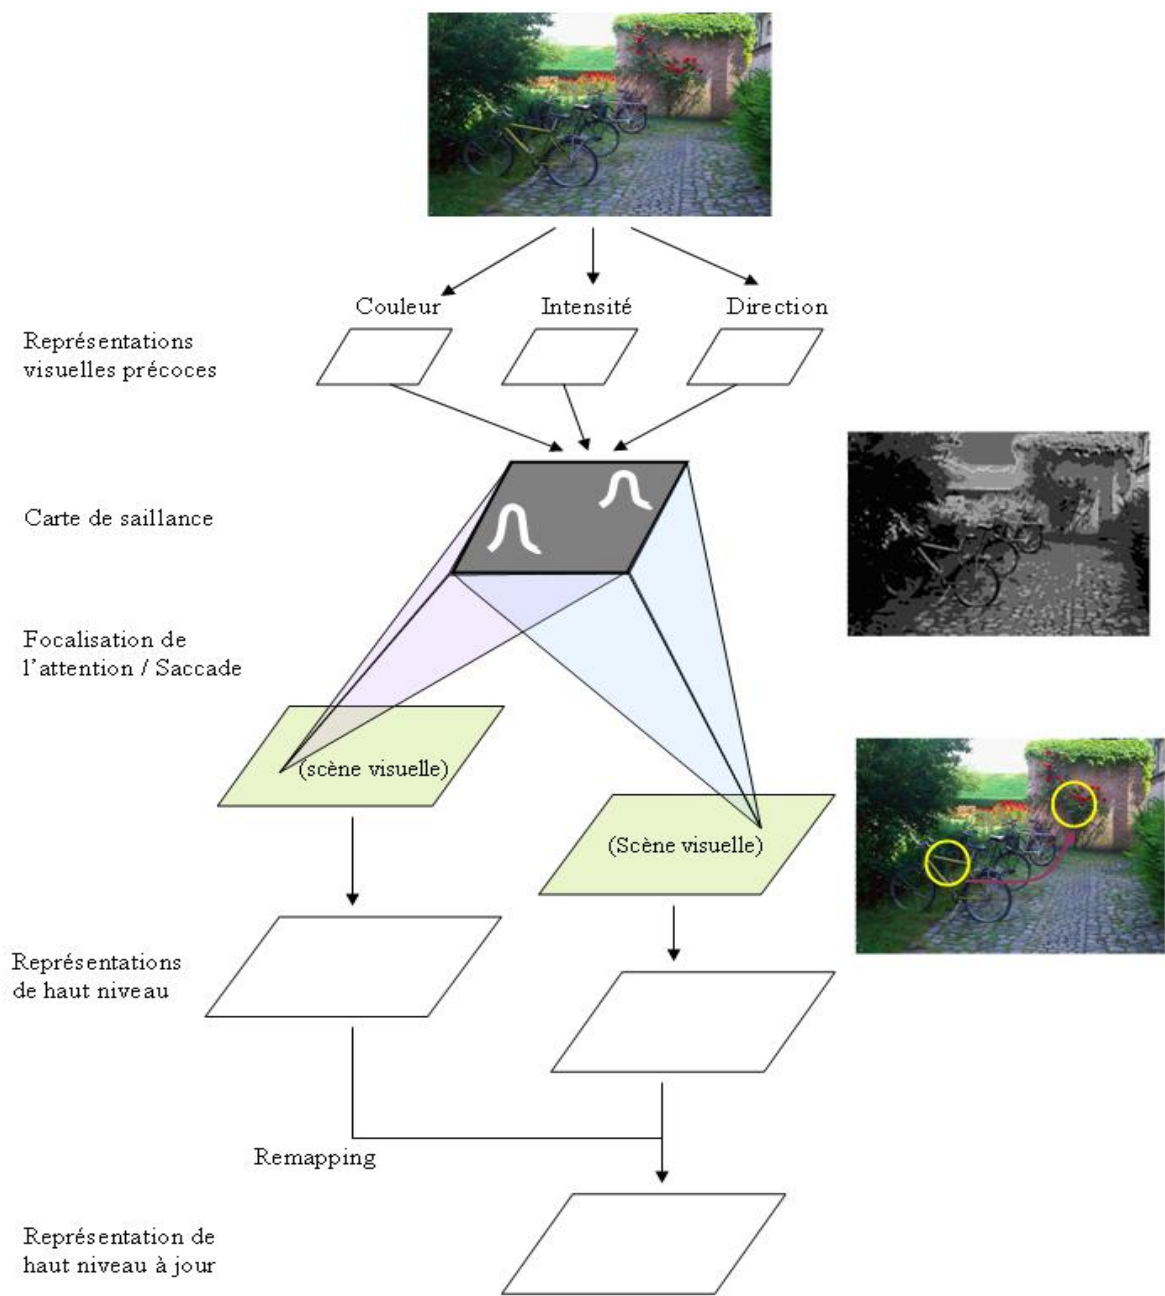 Couleur
Intensité
Direction
Représentations
visuelles précoces
Carte de saillance
Focalisation de
l'attention / Saccade
(scène visuelle)
(Scène visuelle)
Représentations
de haut niveau
Remapping
Représentation de
haut niveau à jour